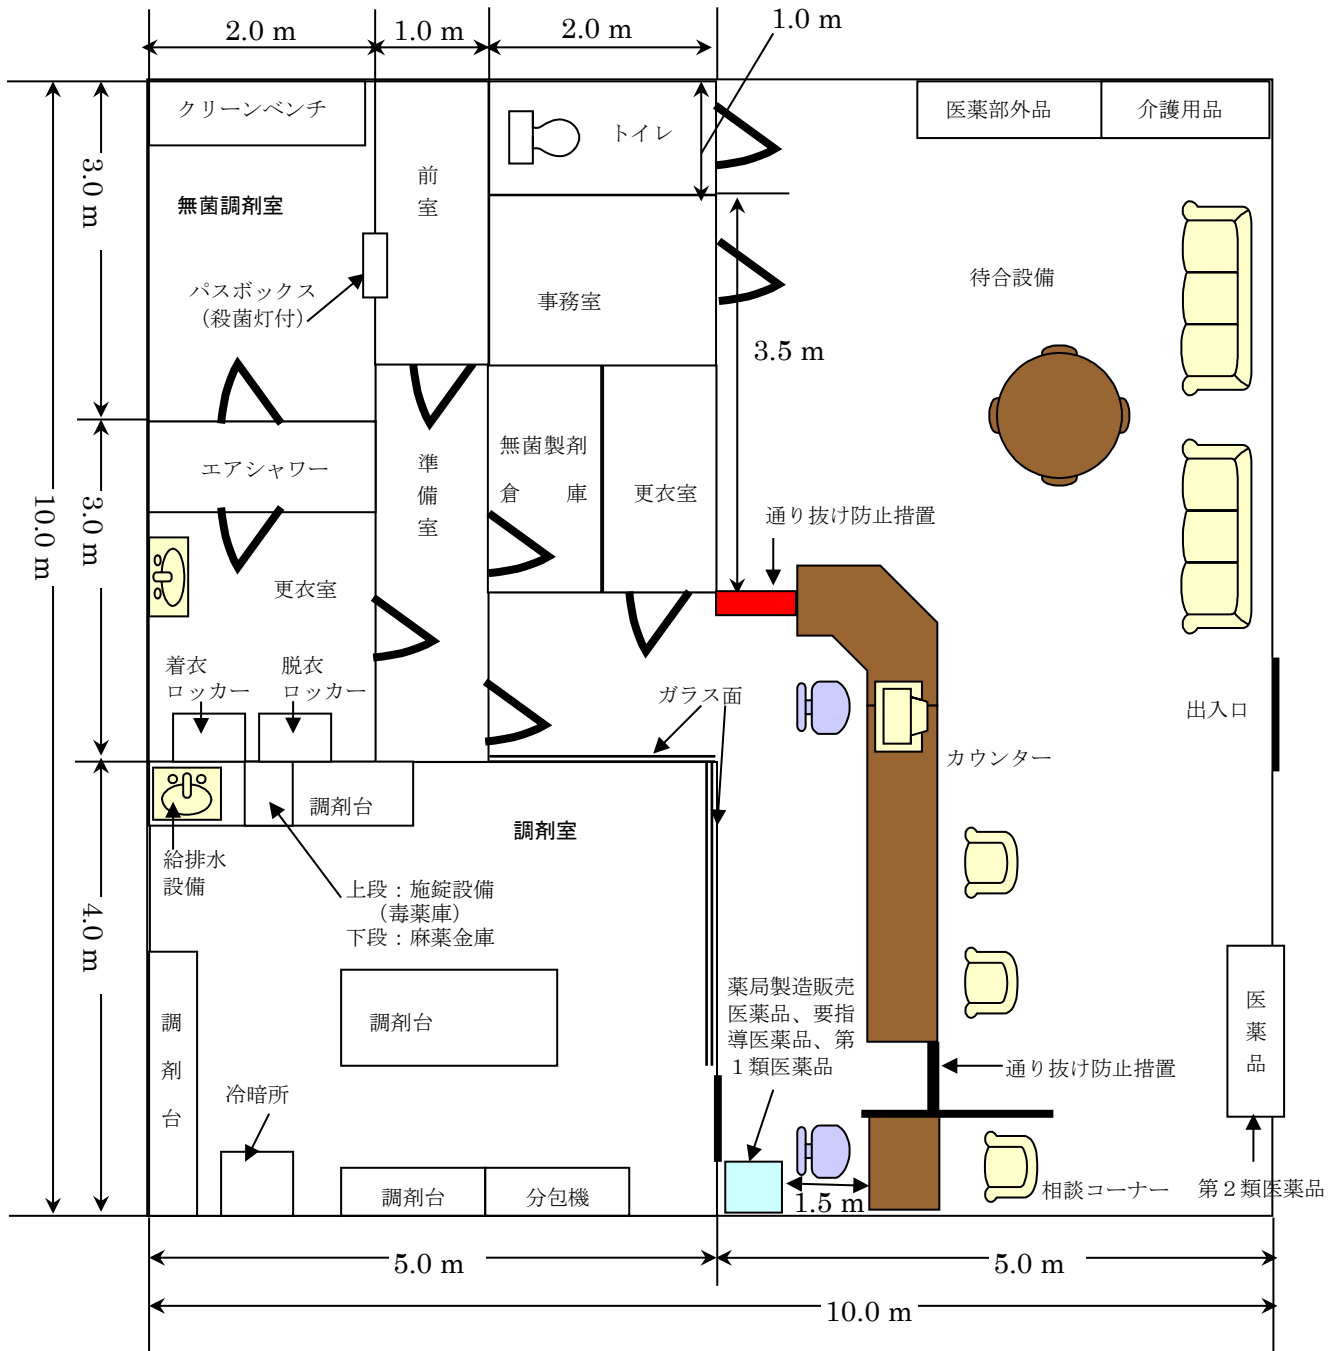 2.0 m
1.0 m
2.0 m
1.0 m
クリーンベンチ
トイレ
医薬部外品
介護用品
3.0 m
無菌調剤室
前
室
パスボックス
（殺菌灯付）
事務室
待合設備
3.5 m
エアシャワー
準
備
室
無菌製剤
倉　庫
更衣室
10.0 m
3.0 m
通り抜け防止措置
更衣室
着衣
ロッカー
脱衣
ロッカー
ガラス面
出入口
カウンター
調剤台
調剤室
給排水
設備
上段：施錠設備
（毒薬庫）
下段：麻薬金庫
4.0 m
薬局製造販売
医薬品、要指
導医薬品、第
１類医薬品
医
薬
品
調
剤
台
調剤台
通り抜け防止措置
冷暗所
調剤台
分包機
1.5 m
相談コーナー
第２類医薬品
5.0 m
5.0 m
10.0 m